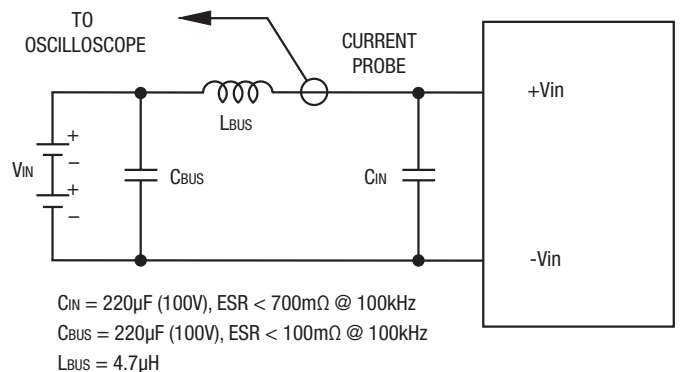 TO
OSCILLOSCOPE
CURRENT
PROBE
+Vin
LBUS
+
−
VIN
+
−
CBUS
CIN
-Vin
CIN = 220µF (100V), ESR < 700mΩ @ 100kHz
CBUS = 220µF (100V), ESR < 100mΩ @ 100kHz
LBUS = 4.7µH